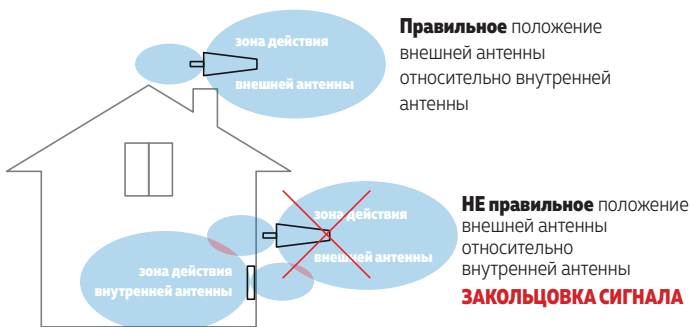 зона действия
внешней антенны
Правильное положение
внешней антенны
относительно внутренней
антенны
зона действия
внешней антенны
НЕ правильное положение
внешней антенны
относительно
внутренней антенны
ЗАКОЛЬЦОВКА СИГНАЛА
зона действия
внутренней антенны